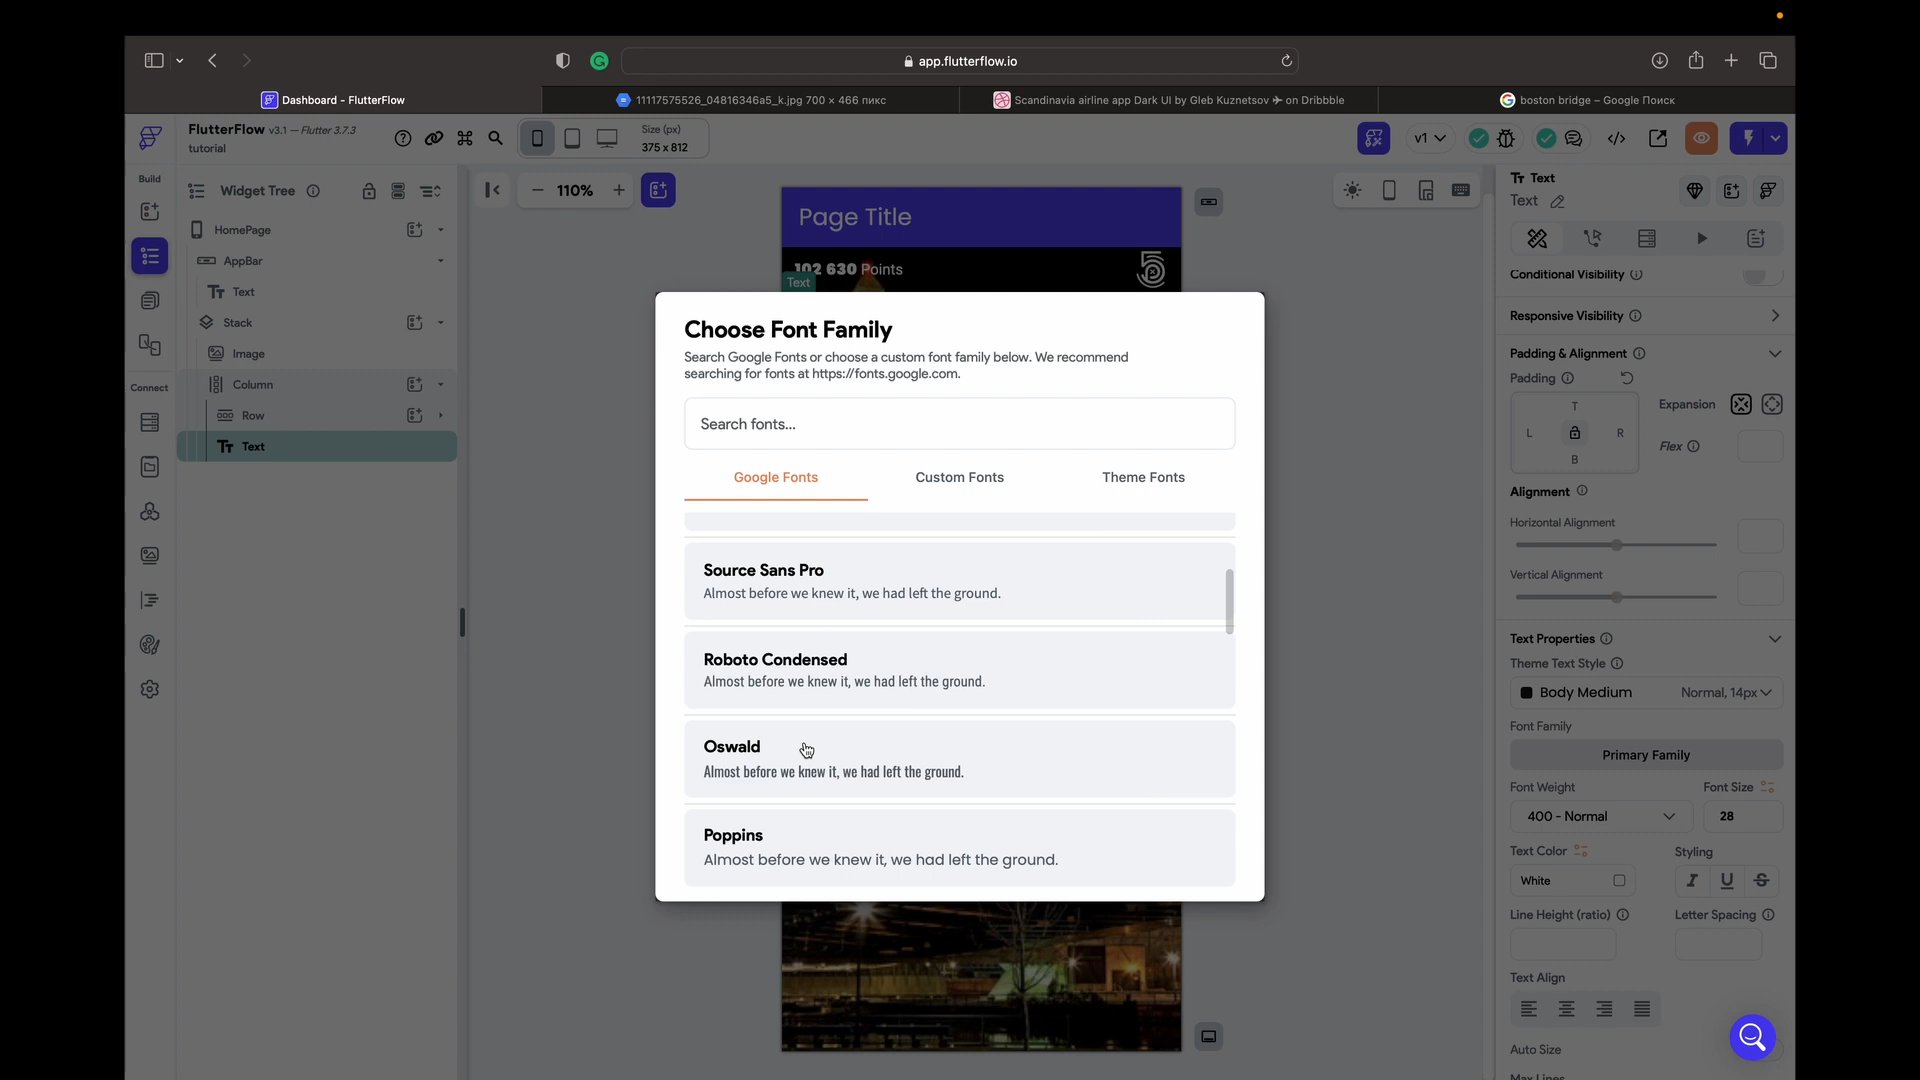 app.flutterflow.io
Dashboard - FlutterFlow
11117575526_04816346a5_k.jpg 700 × 466 пикс
Scandinavia airline app Dark UI by Gleb Kuznetsov ✈ on Dribbble
boston bridge – Google Поиск
FlutterFlow v3.1 — Flutter 3.7.3
tutorial
Size (px)
375 x 812
v1
Build
Widget Tree
110%
HomePage
AppBar
Text
Stack
Image
Column
Row
Text
Connect
Page Title
102 630 Points
Text
Choose Font Family
Search Google Fonts or choose a custom font family below. We recommend
searching for fonts at https://fonts.google.com.
Search fonts...
Google Fonts
Custom Fonts
Theme Fonts
Source Sans Pro
Almost before we knew it, we had left the ground.
Roboto Condensed
Almost before we knew it, we had left the ground.
Oswald
Almost before we knew it, we had left the ground.
Poppins
Almost before we knew it, we had left the ground.
Text
Text
Conditional Visibility
Responsive Visibility
Padding & Alignment
Padding
Expansion
T
L
R
B
Flex
Alignment
Horizontal Alignment
Vertical Alignment
Text Properties
Theme Text Style
Body Medium
Normal, 14px
Font Family
Primary Family
Font Weight
Font Size
400 - Normal
28
Text Color
Styling
White
Line Height (ratio)
Letter Spacing
Text Align
Auto Size
Max Lines